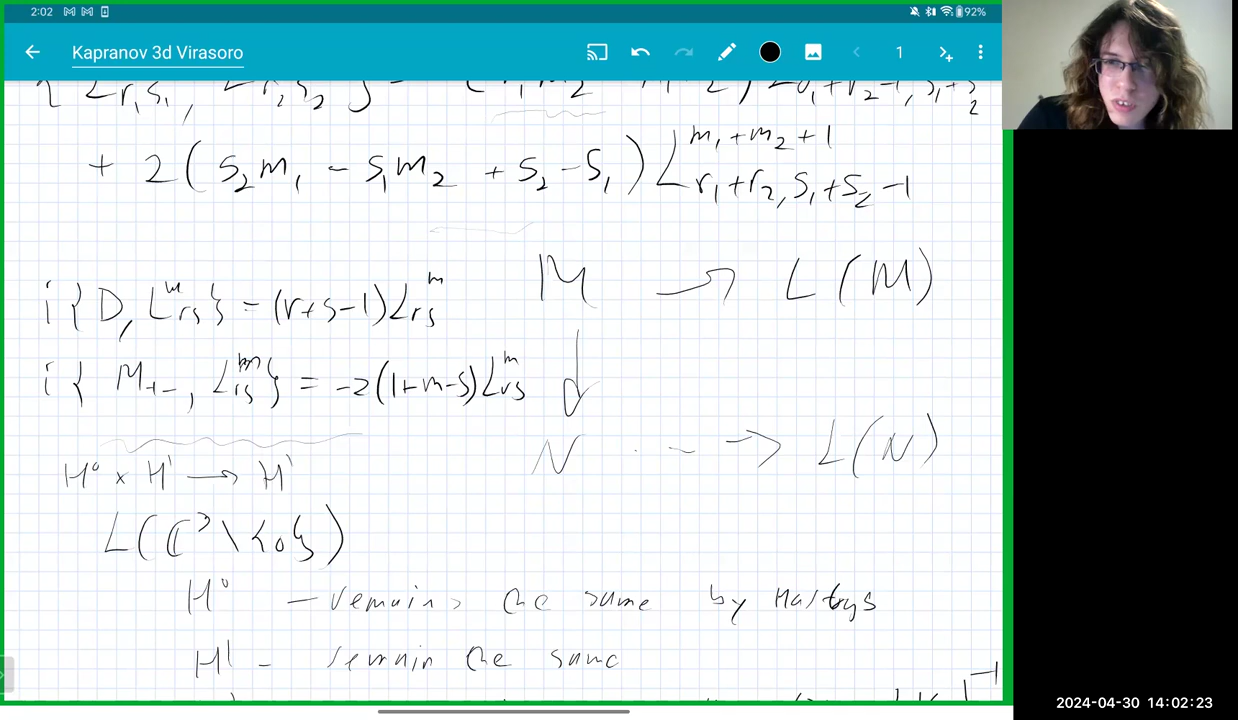 2:02 92%
Kapranov 3d Virasoro 1
+ 2(s₂m₁ - s₁m₂ + s₂ - s₁) L^{m₁+m₂+1}_{r₁+r₂, s₁+s₂-1}
M → L(M)
i{D, L^m_{rs}} = (r+s-1)L^m_{rs}
i{M_{+-}, L^m_{rs}} = -2(1+m-s)L^m_{rs}
N ⇢ L(N)
H⁰ × H¹ → H¹
L(ℂ³\{0})
H⁰ - remains the same by Hartogs
H¹ - remain the same
2024-04-30 14:02:23